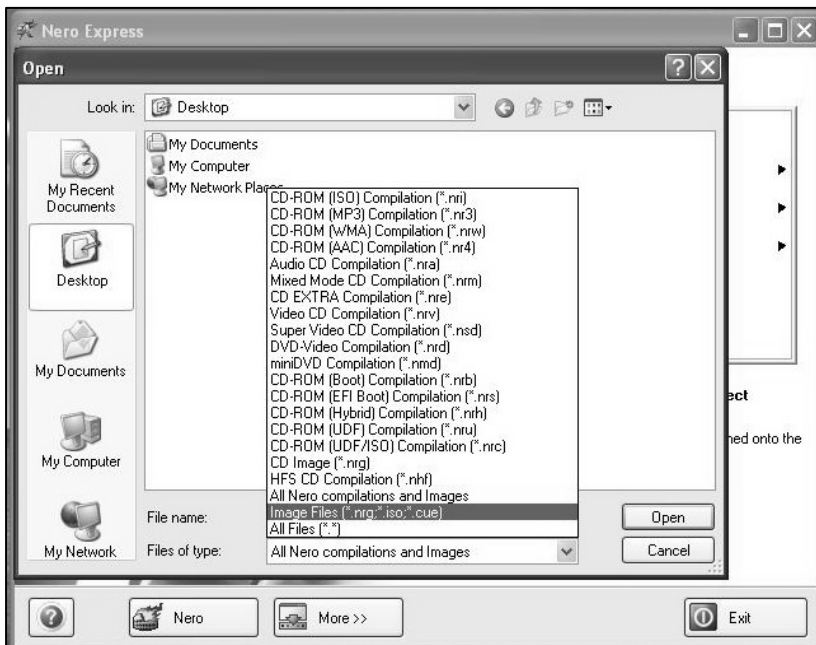 Nero Express
Open
Look in:
Desktop
My Documents
My Computer
My Network Places
My Recent
Documents
Desktop
My Documents
My Computer
My Network
CD-ROM (ISO) Compilation (*.nri)
CD-ROM (MP3) Compilation (*.nr3)
CD-ROM (WMA) Compilation (*.nrw)
CD-ROM (AAC) Compilation (*.nr4)
Audio CD Compilation (*.nra)
Mixed Mode CD Compilation (*.nrm)
CD EXTRA Compilation (*.nre)
Video CD Compilation (*.nrv)
Super Video CD Compilation (*.nsd)
DVD-Video Compilation (*.nrd)
miniDVD Compilation (*.nmd)
CD-ROM (Boot) Compilation (*.nrb)
CD-ROM (EFI Boot) Compilation (*.nrs)
CD-ROM (Hybrid) Compilation (*.nrh)
CD-ROM (UDF) Compilation (*.nru)
CD-ROM (UDF/ISO) Compilation (*.nrc)
CD Image (*.nrg)
HFS CD Compilation (*.nhf)
All Nero compilations and Images
Image Files (*.nrg;*.iso;*.cue)
All Files (*.*)
File name:
Open
Files of type:
All Nero compilations and Images
Cancel
ect
ned onto the
Nero
More >>
Exit